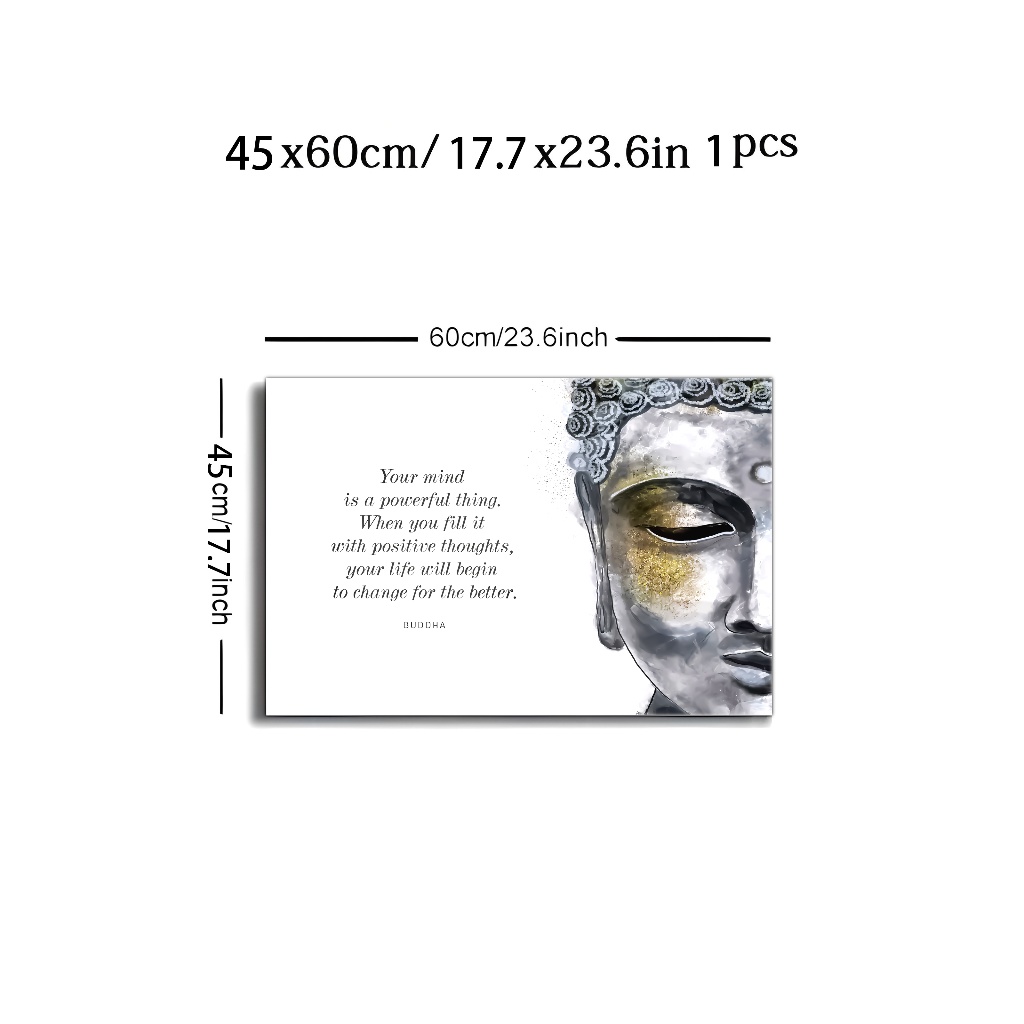 45x60cm/ 17.7x23.6in 1pcs
60cm/23.6inch
45cm/17.7inch
Your mind
is a powerful thing.
When you fill it
with positive thoughts,
your life will begin
to change for the better.
BUDDHA